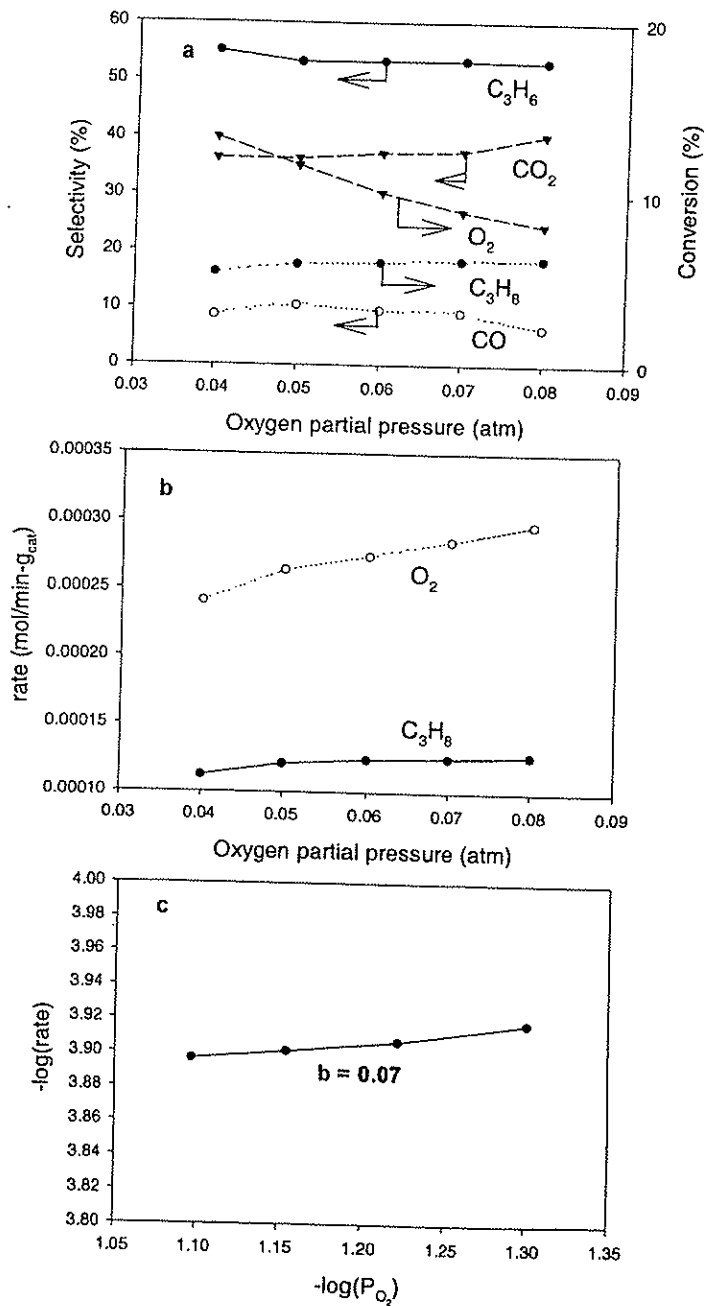 a
60
50
40
30
20
10
0
Selectivity (%)
20
10
0
Conversion (%)
C₃H₆
CO₂
O₂
C₃H₈
CO
0.03 0.04 0.05 0.06 0.07 0.08 0.09
Oxygen partial pressure (atm)
b
0.00035
0.00030
0.00025
0.00020
0.00015
0.00010
rate (mol/min-g_cat)
O₂
C₃H₈
0.03 0.04 0.05 0.06 0.07 0.08 0.09
Oxygen partial pressure (atm)
c
4.00
3.98
3.96
3.94
3.92
3.90
3.88
3.86
3.84
3.82
3.80
-log(rate)
b = 0.07
1.05 1.10 1.15 1.20 1.25 1.30 1.35
-log(P_O₂)